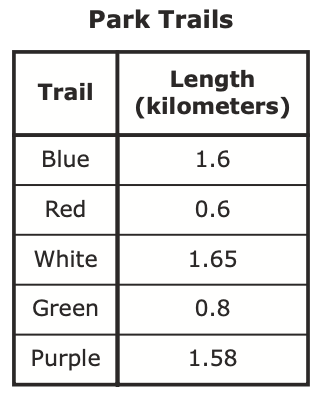 Park Trails
Trail
Length
(kilometers)
Blue 1.6
Red 0.6
White 1.65
Green 0.8
Purple 1.58